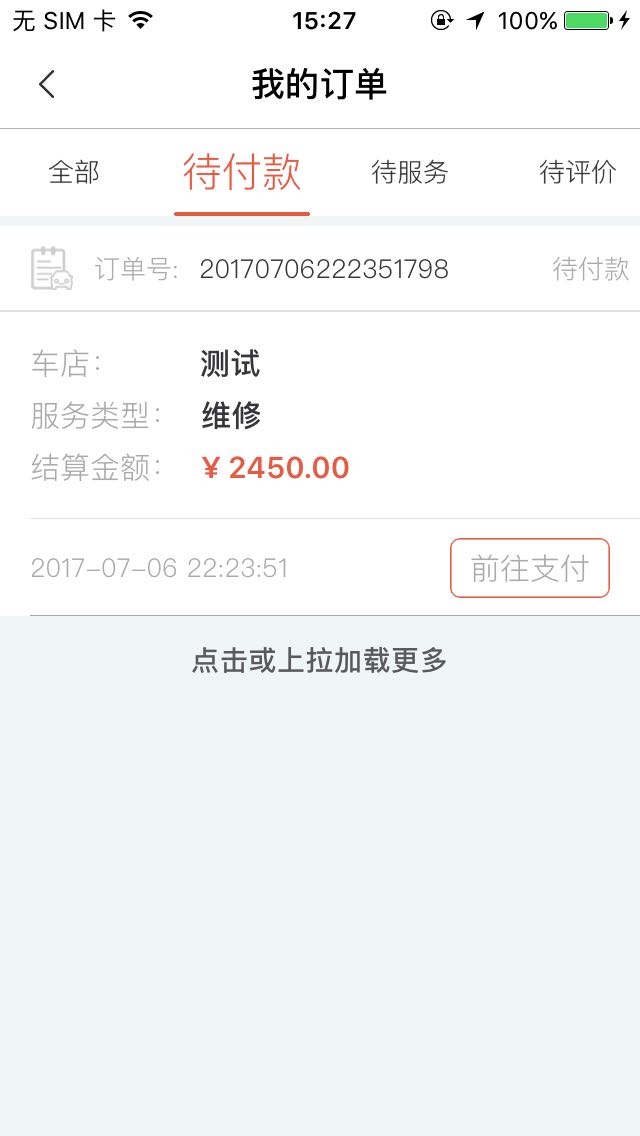 无 SIM 卡 15:27 100%
我的订单
全部 待付款 待服务 待评价
订单号: 20170706222351798 待付款
车店: 测试
服务类型: 维修
结算金额: ¥ 2450.00
2017-07-06 22:23:51 前往支付
点击或上拉加载更多